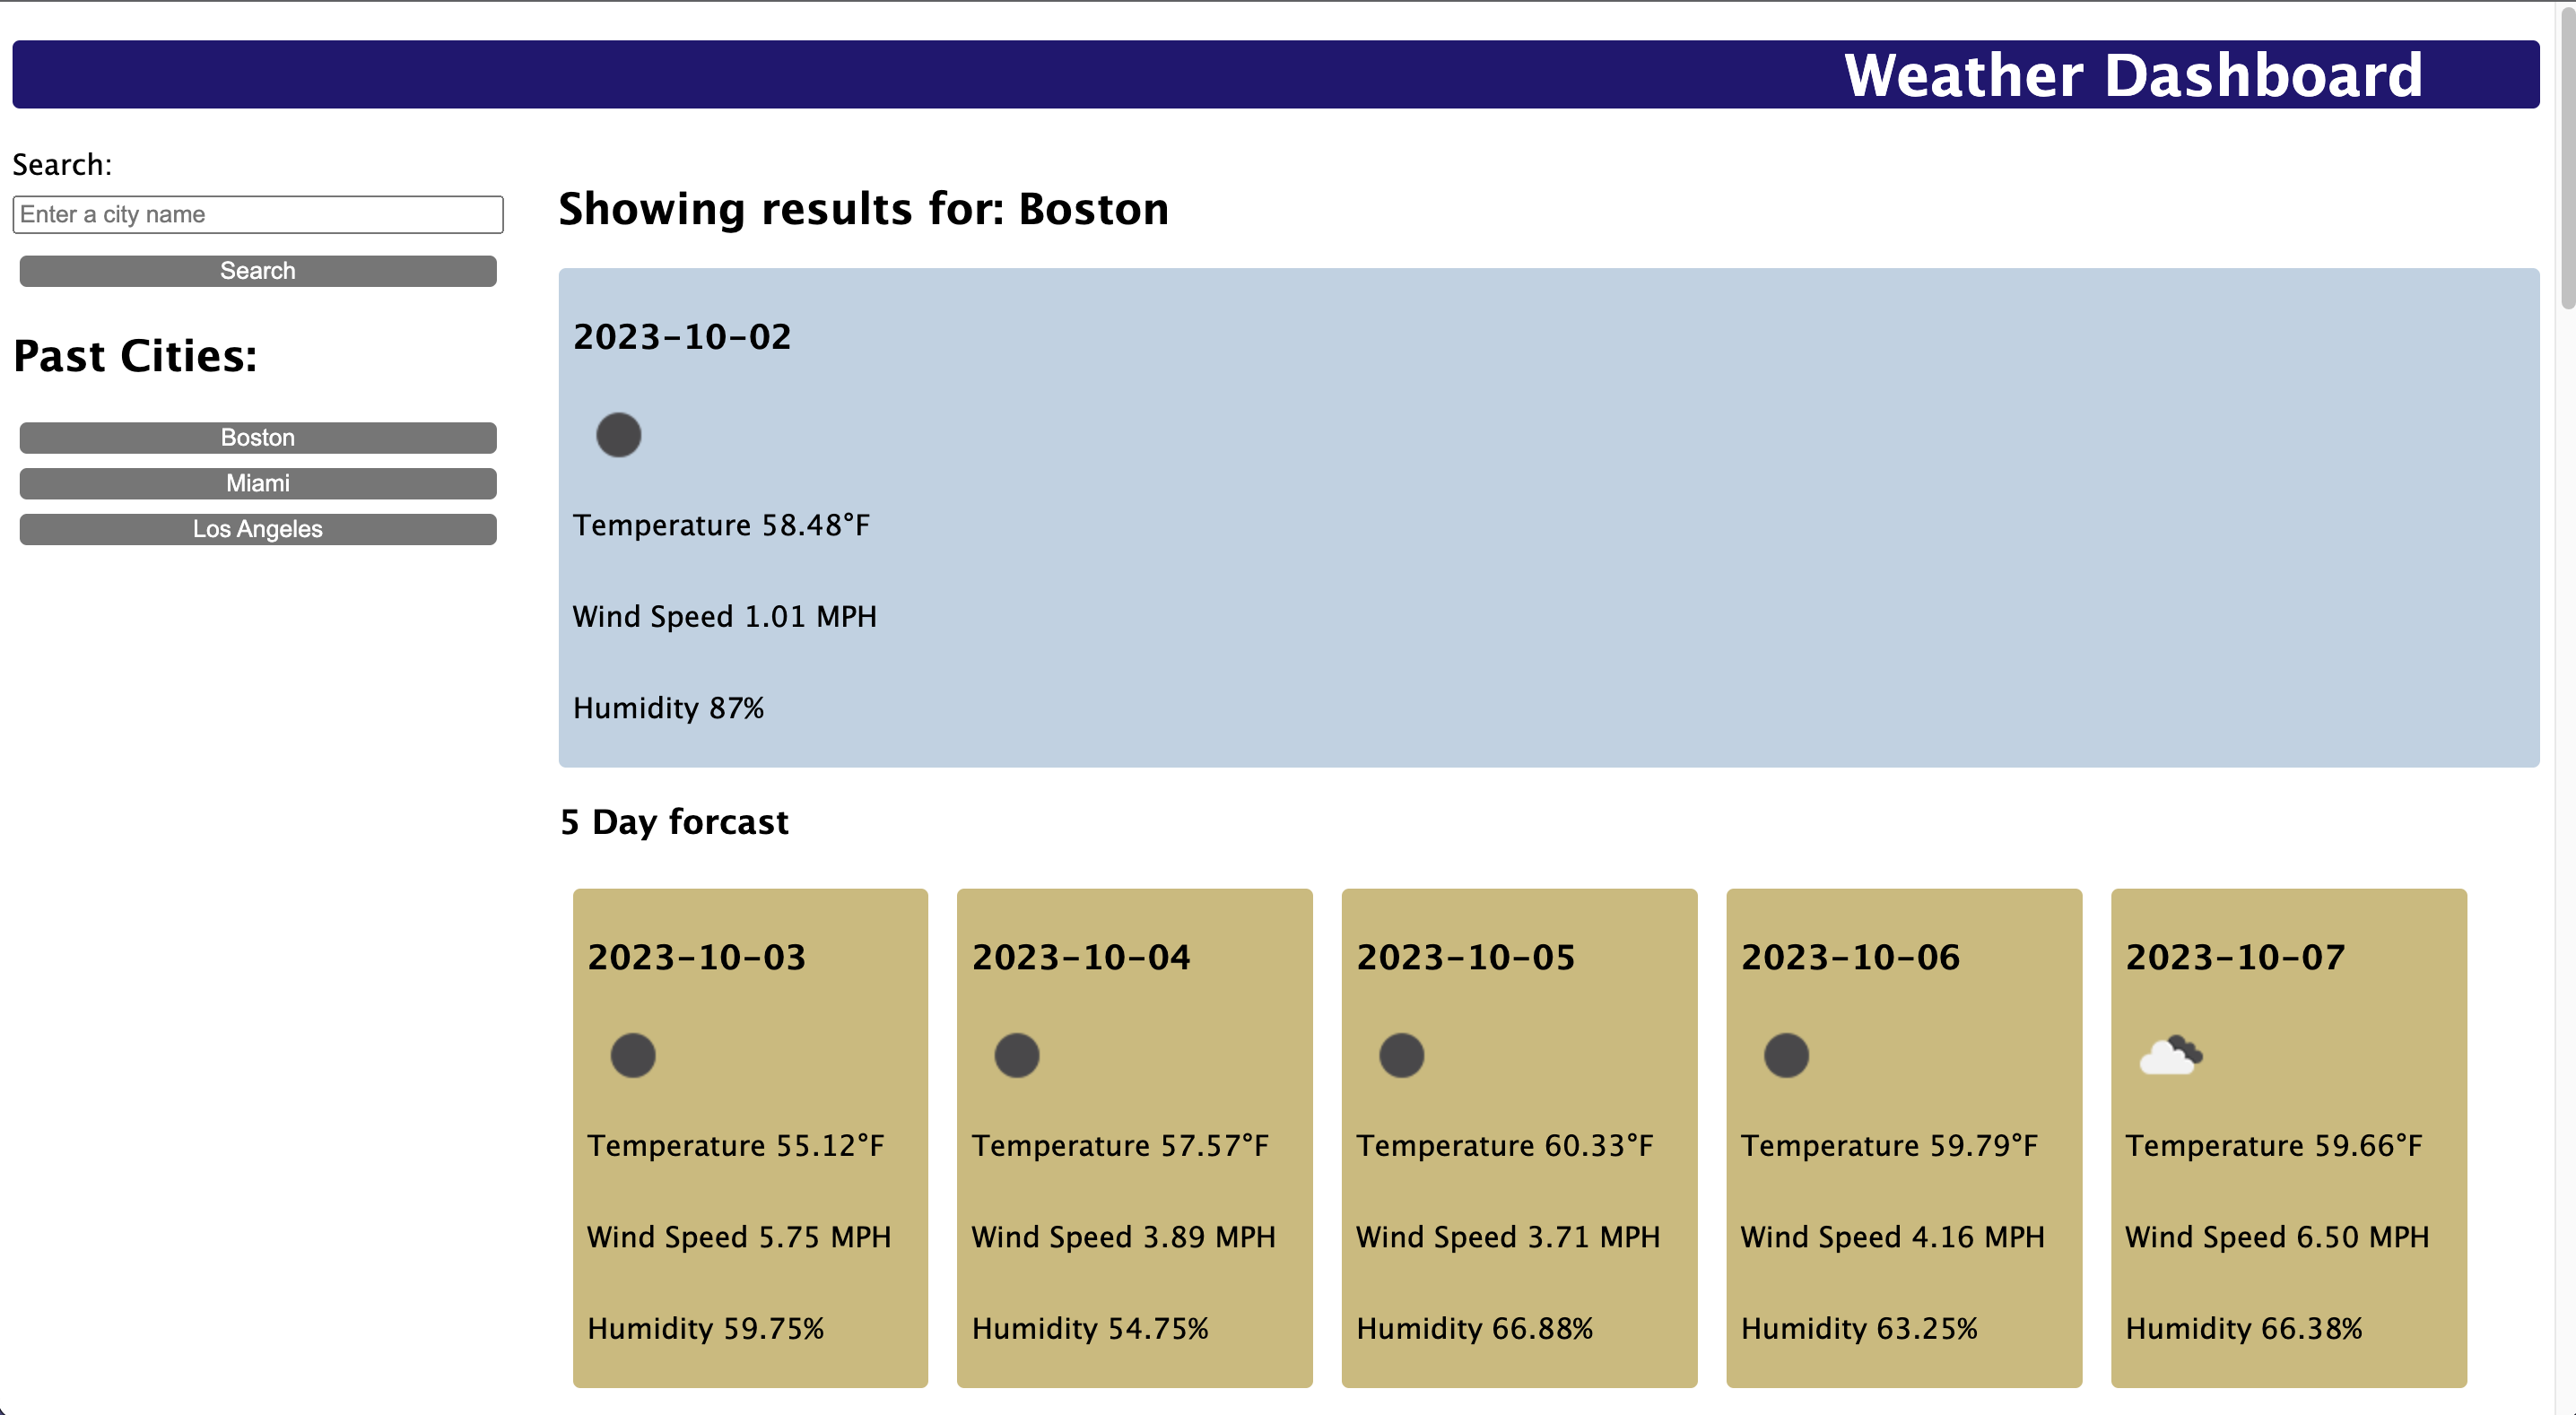 Weather Dashboard
Search:
Enter a city name
Search
Past Cities:
Boston
Miami
Los Angeles
Showing results for: Boston
2023-10-02
Temperature 58.48°F
Wind Speed 1.01 MPH
Humidity 87%
5 Day forcast
2023-10-03
Temperature 55.12°F
Wind Speed 5.75 MPH
Humidity 59.75%
2023-10-04
Temperature 57.57°F
Wind Speed 3.89 MPH
Humidity 54.75%
2023-10-05
Temperature 60.33°F
Wind Speed 3.71 MPH
Humidity 66.88%
2023-10-06
Temperature 59.79°F
Wind Speed 4.16 MPH
Humidity 63.25%
2023-10-07
Temperature 59.66°F
Wind Speed 6.50 MPH
Humidity 66.38%